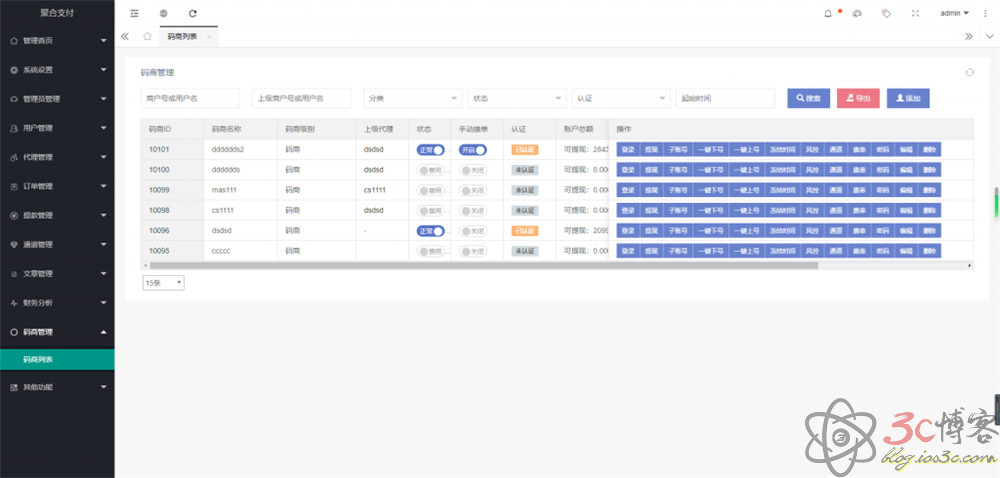 聚合支付
admin
管理首页
码商列表
系统设置
管理员管理
用户管理
代理管理
订单管理
提款管理
通道管理
文章管理
财务分析
码商管理
码商列表
其他功能
码商管理
商户号或用户名 上级商户号或用户名 分类 状态 认证 起始时间 搜索 导出 添加
码商ID 码商名称 码商级别 上级代理 状态 手动接单 认证 账户总额 操作
10101 dddddds2 码商 dsdsd 正常 开启 已认证 可提现：2843 登录 提现 子账号 一键下号 一键上号 冻结时间 风控 通道 费率 密码 编辑 删除
10100 dddddds 码商 dsdsd 禁用 关闭 未认证 可提现：0.000 登录 提现 子账号 一键下号 一键上号 冻结时间 风控 通道 费率 密码 编辑 删除
10099 mas111 码商 cs1111 禁用 关闭 未认证 可提现：0.000 登录 提现 子账号 一键下号 一键上号 冻结时间 风控 通道 费率 密码 编辑 删除
10098 cs1111 码商 dsdsd 禁用 关闭 未认证 可提现：0.000 登录 提现 子账号 一键下号 一键上号 冻结时间 风控 通道 费率 密码 编辑 删除
10096 dsdsd 码商 - 正常 关闭 已认证 可提现：2099 登录 提现 子账号 一键下号 一键上号 冻结时间 风控 通道 费率 密码 编辑 删除
10095 ccccc 码商 禁用 关闭 未认证 可提现：0.000 登录 提现 子账号 一键下号 一键上号 冻结时间 风控 通道 费率 密码 编辑 删除
15条
3c博客
blog.ios3c.com